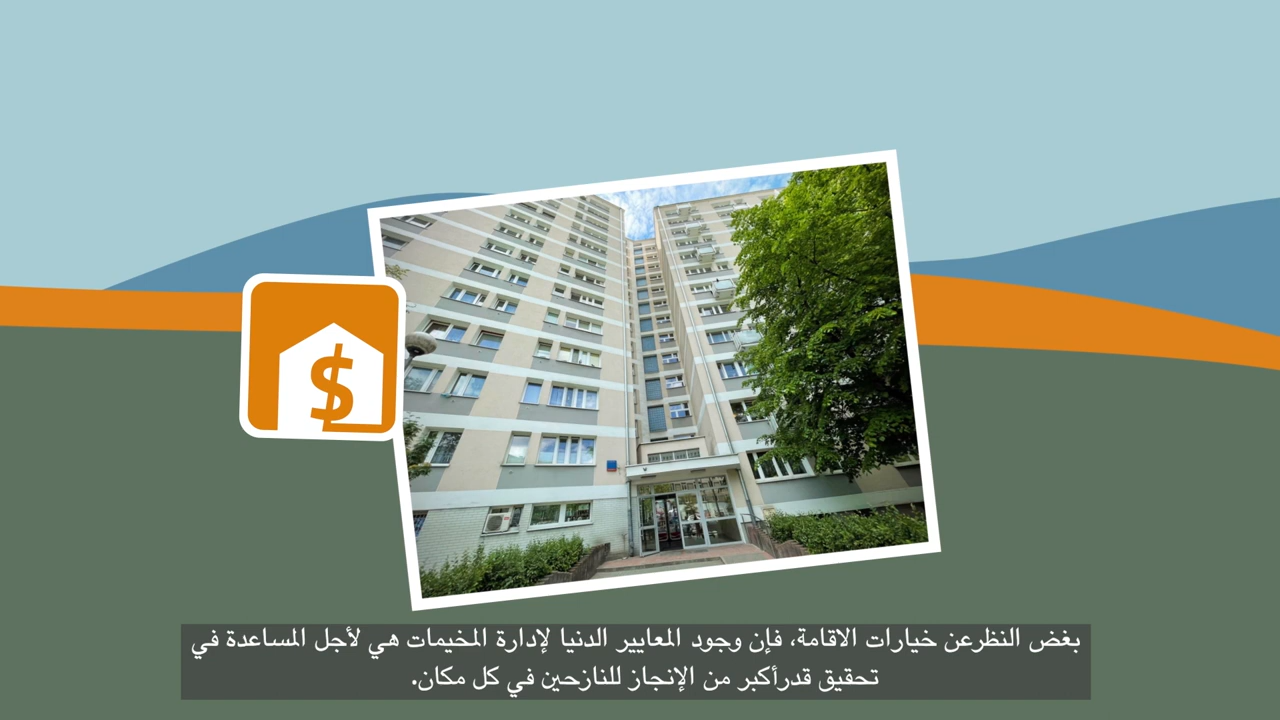 $
بغض النظرعن خيارات الاقامة، فإن وجود المعايير الدنيا لإدارة المخيمات هي لأجل المساعدة في
تحقيق قدرأكبر من الإنجاز للنازحين في كل مكان.